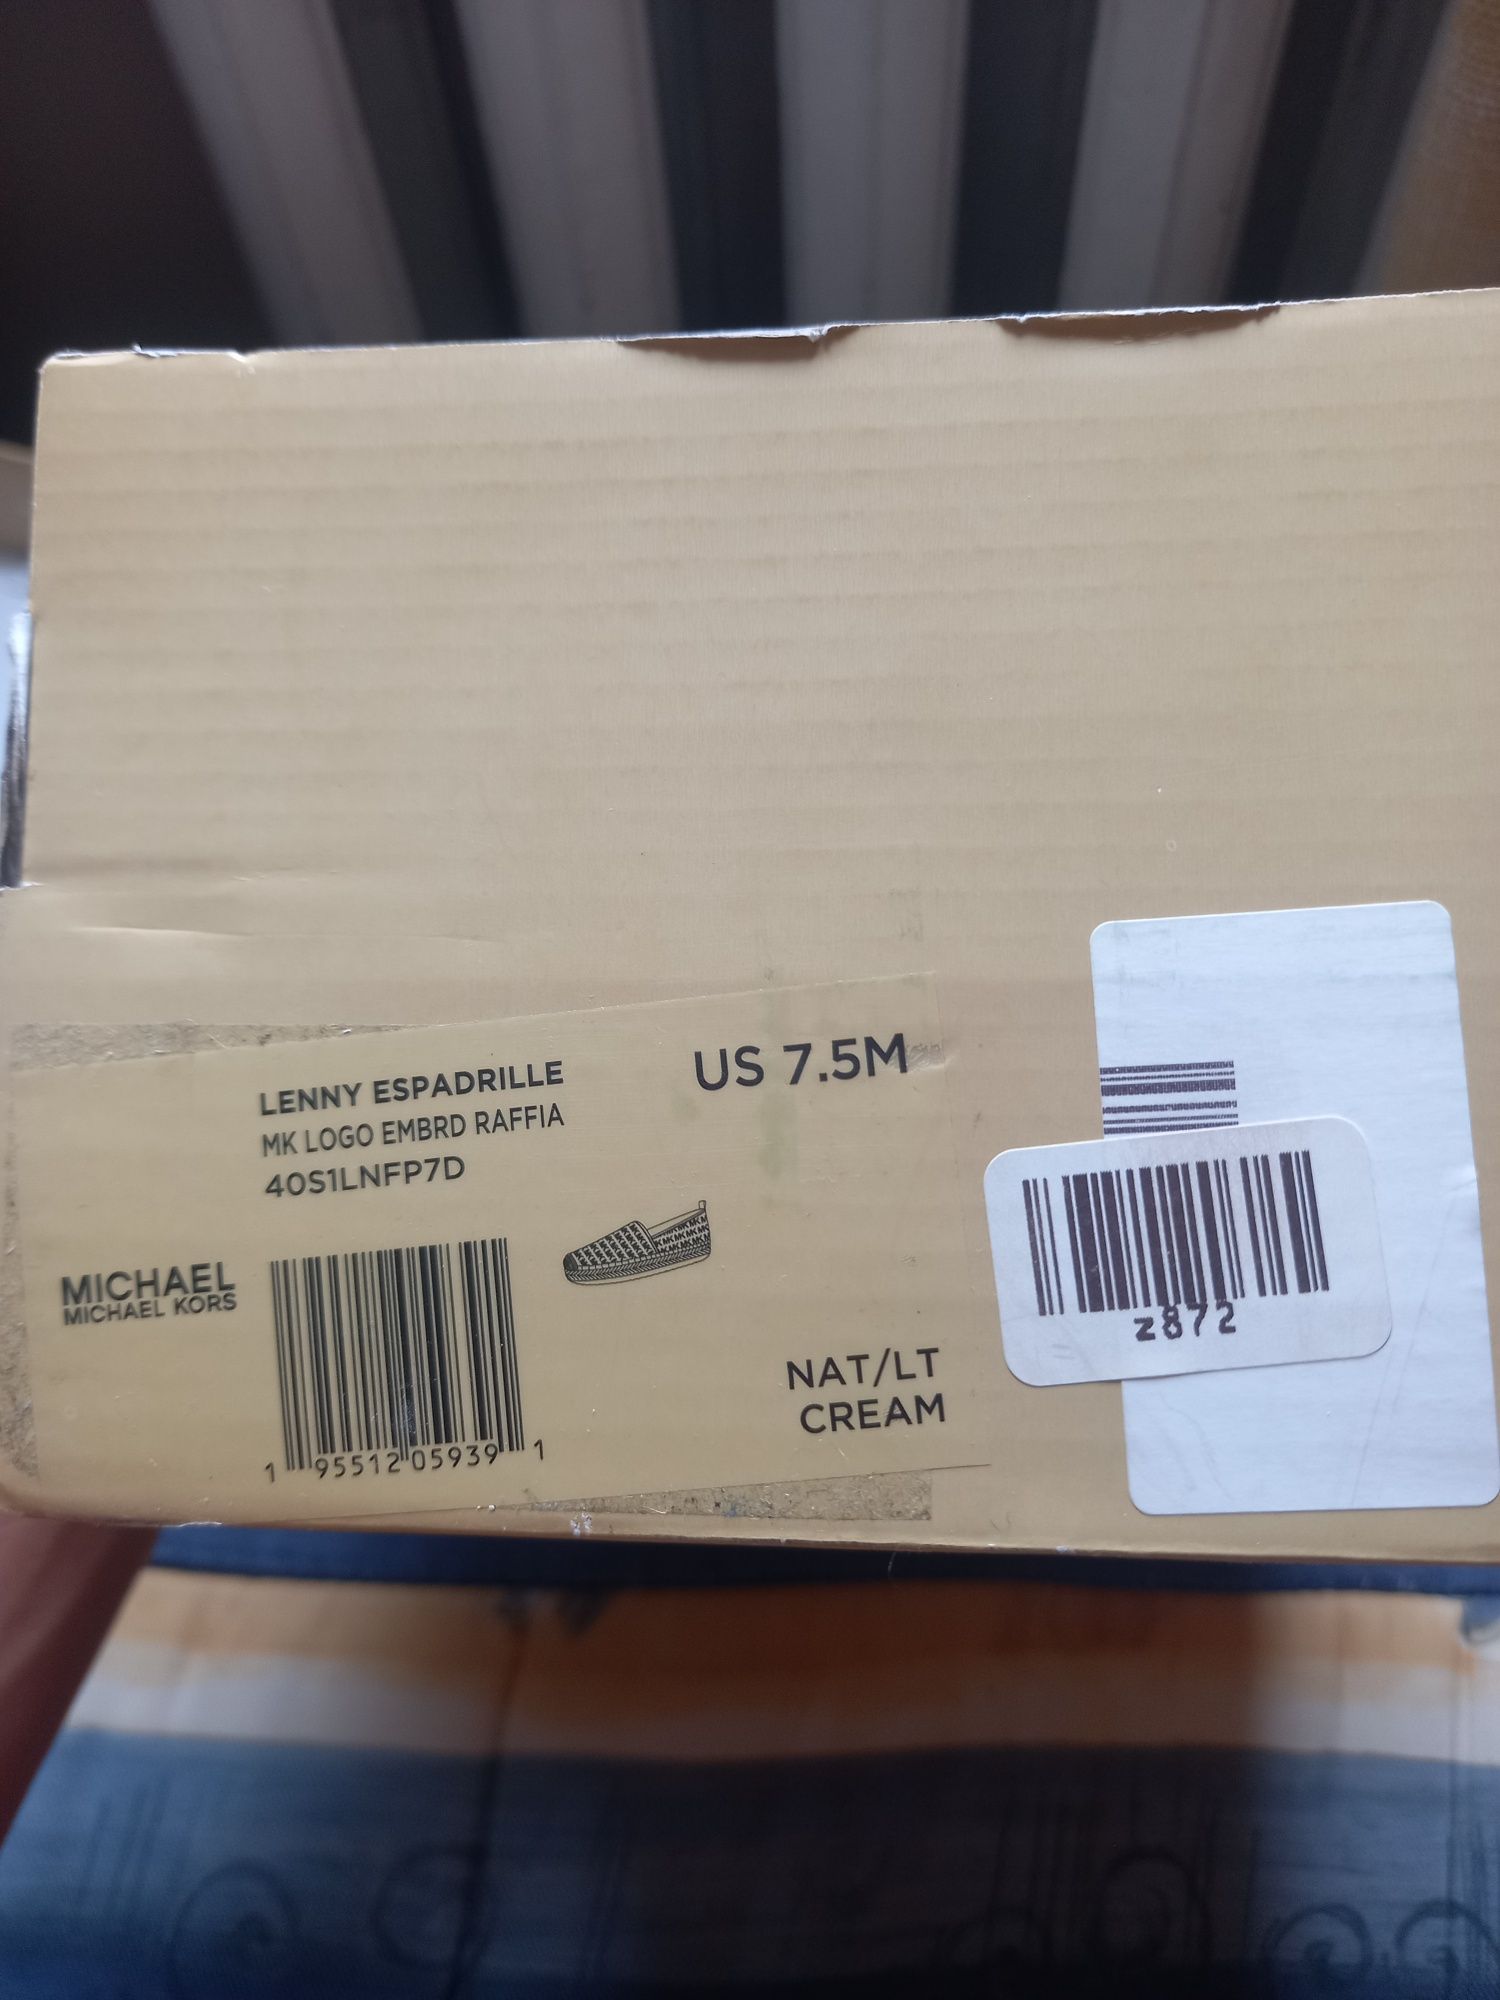 LENNY ESPADRILLE
MK LOGO EMBRD RAFFIA
40S1LNFP7D
US 7.5M
MICHAEL
MICHAEL KORS
1 95512 05939 1
NAT/LT
CREAM
z872